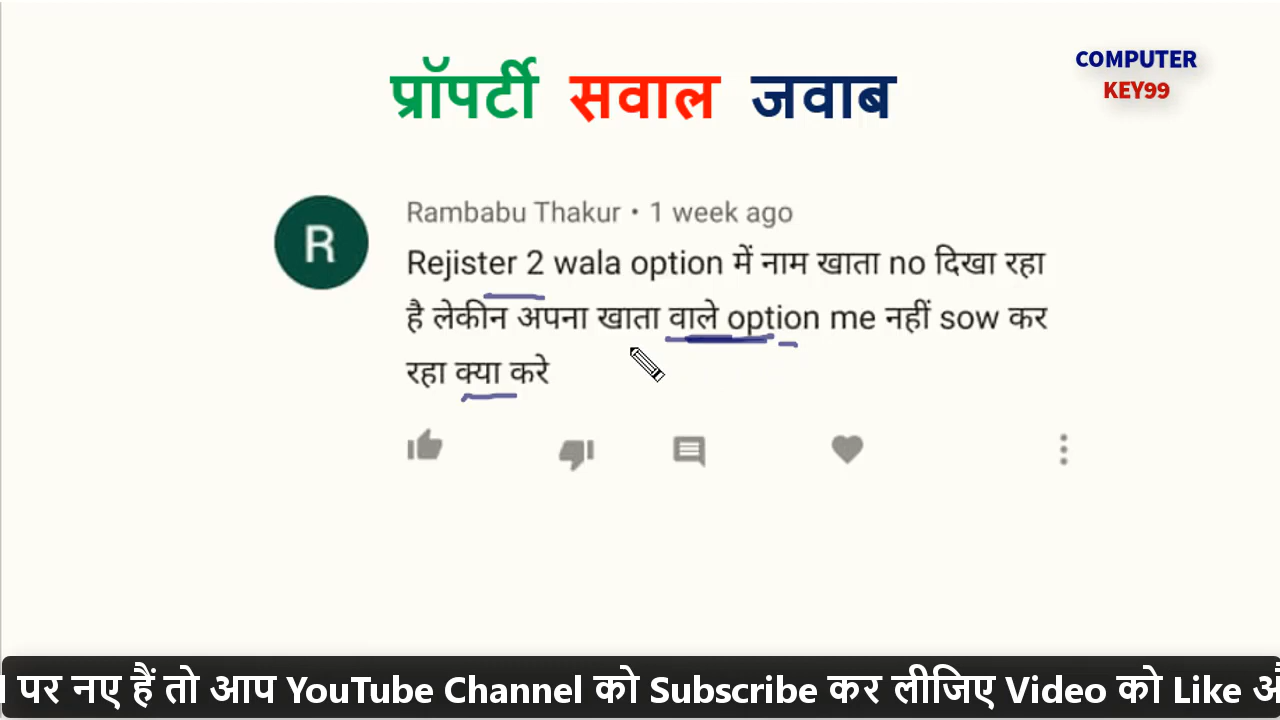 प्रॉपर्टी सवाल जवाब
COMPUTER
KEY99
R
Rambabu Thakur • 1 week ago
Rejister 2 wala option में नाम खाता no दिखा रहा
है लेकीन अपना खाता वाले option me नहीं sow कर
रहा क्या करे
पर नए हैं तो आप YouTube Channel को Subscribe कर लीजिए Video को Like